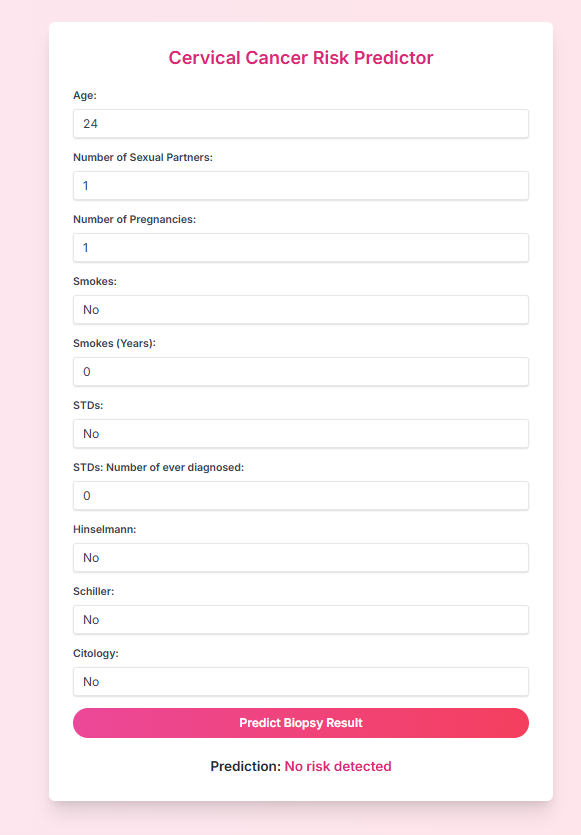 Cervical Cancer Risk Predictor
Age:
24
Number of Sexual Partners:
1
Number of Pregnancies:
1
Smokes:
No
Smokes (Years):
0
STDs:
No
STDs: Number of ever diagnosed:
0
Hinselmann:
No
Schiller:
No
Citology:
No
Predict Biopsy Result
Prediction: No risk detected